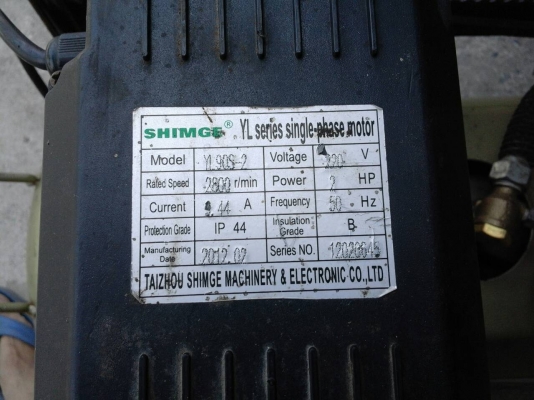 SHIMGE® YL series single-phase motor
Model YL90S-2 Voltage 220 V
Rated Speed 2800 r/min Power 2 HP
Current 9.44 A Frequency 50 Hz
Protection Grade IP 44 Insulation Grade B
Manufacturing Date 2012.02 Series NO.
TAIZHOU SHIMGE MACHINERY & ELECTRONIC CO.,LTD